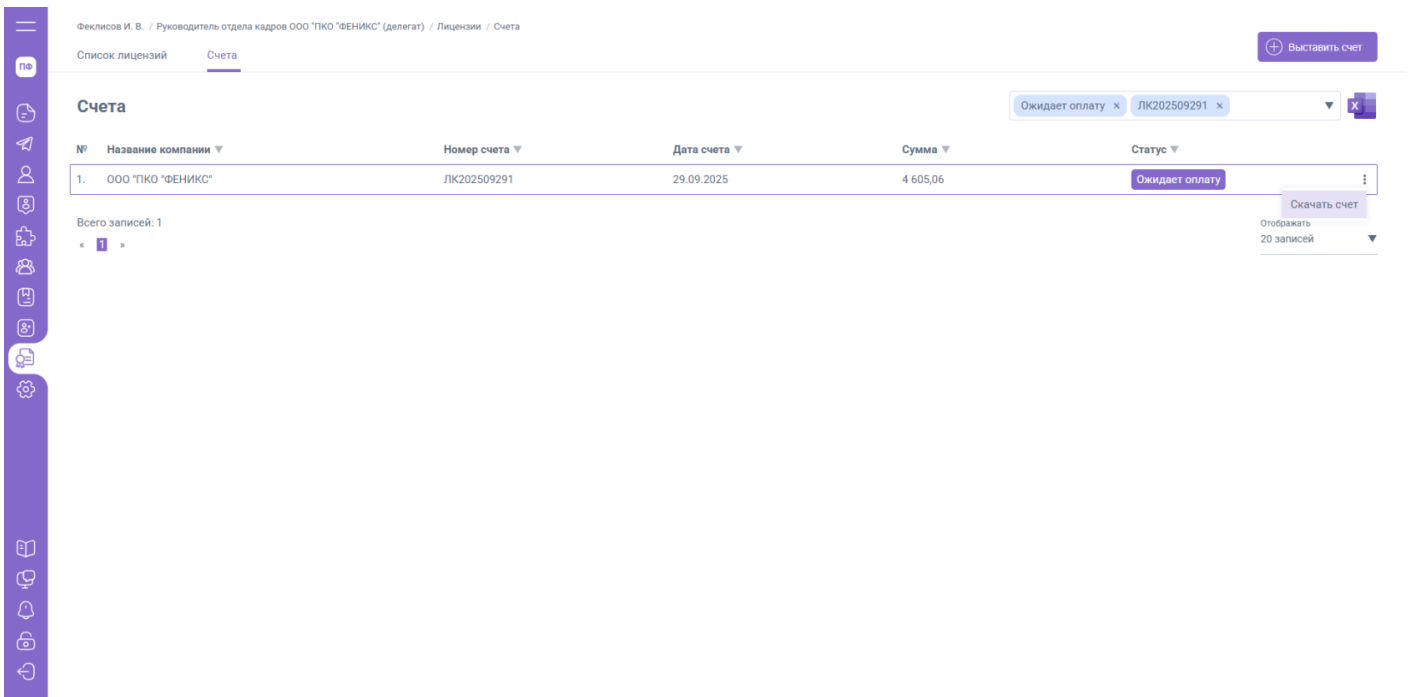 Феклисов И. В. / Руководитель отдела кадров ООО "ПКО "ФЕНИКС" (делегат) / Лицензии / Счета
Список лицензий Счета
Выставить счет
ПФ
Счета
Ожидает оплату × ЛК202509291 ×
X
№ Название компании Номер счета Дата счета Сумма Статус
1. ООО "ПКО "ФЕНИКС" ЛК202509291 29.09.2025 4 605,06 Ожидает оплату
Скачать счет
Всего записей: 1
« 1 »
Отображать
20 записей